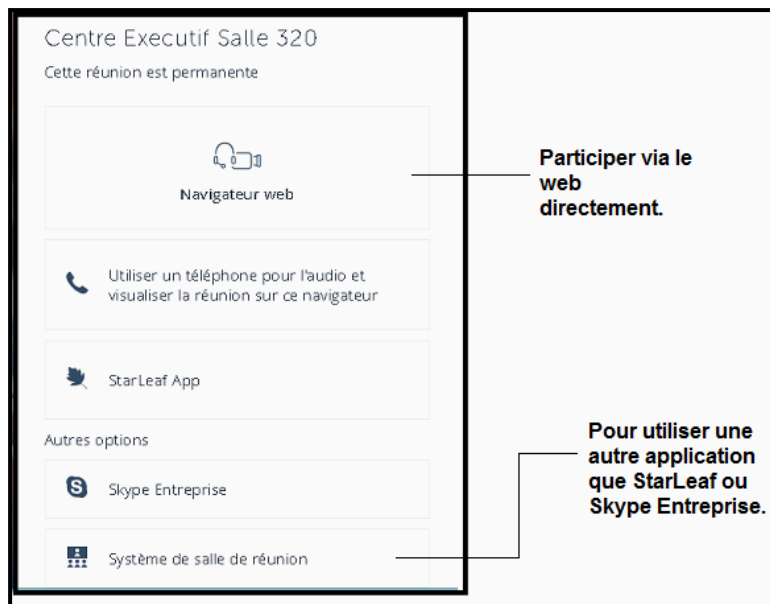 Centre Executif Salle 320
Cette réunion est permanente
Navigateur web
Participer via le
web
directement.
Utiliser un téléphone pour l'audio et
visualiser la réunion sur ce navigateur
StarLeaf App
Autres options
Skype Entreprise
Pour utiliser une
autre application
que StarLeaf ou
Skype Entreprise.
Système de salle de réunion